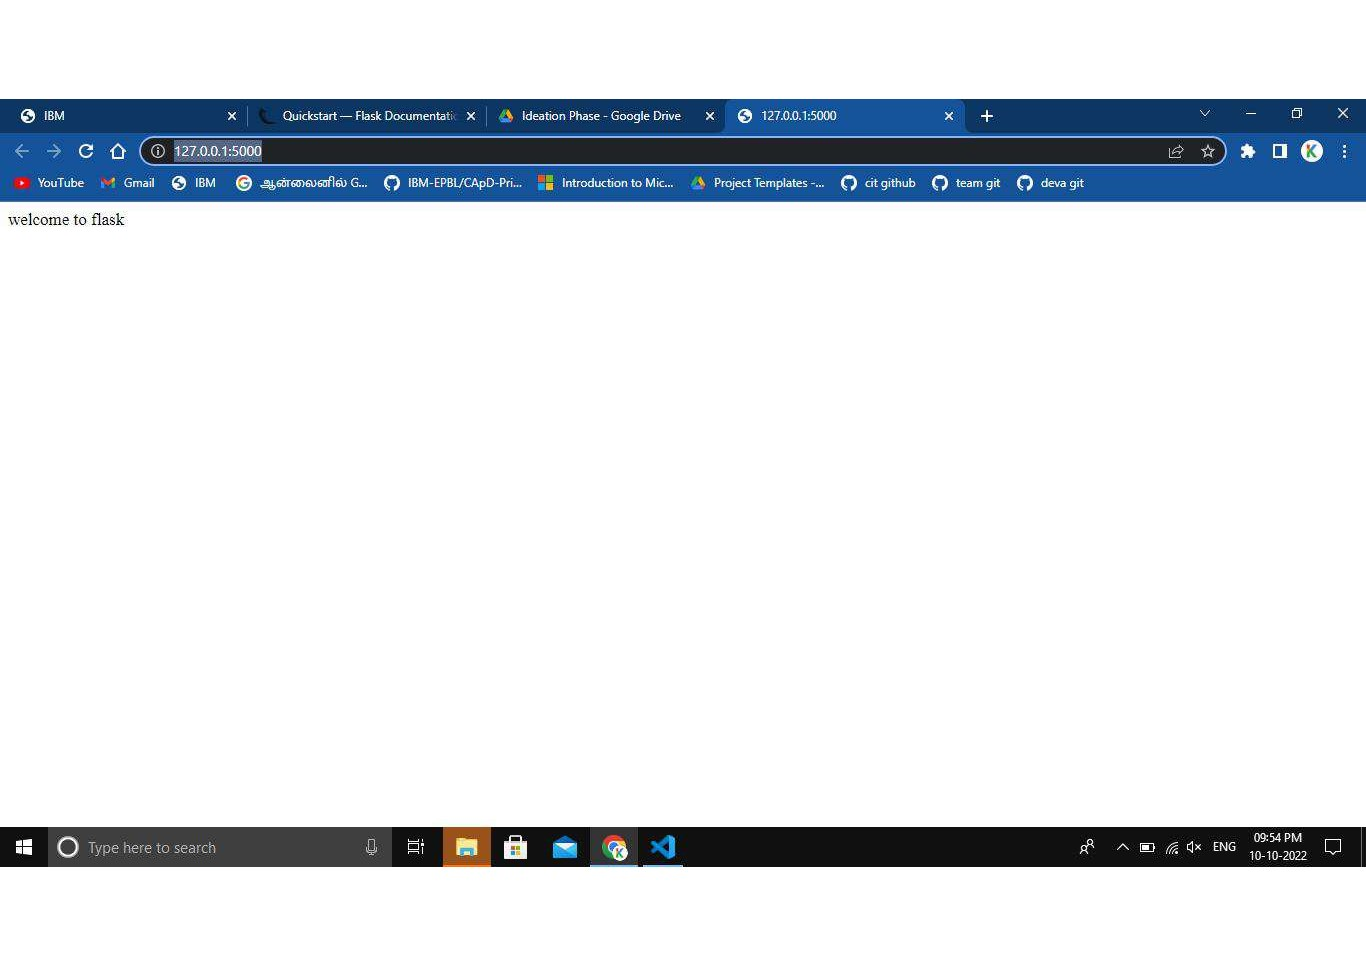 IBM
Quickstart — Flask Documentatic
Ideation Phase - Google Drive
127.0.0.1:5000
127.0.0.1:5000
YouTube
Gmail
IBM
ஆன்லைனில் G...
IBM-EPBL/CApD-Pri...
Introduction to Mic...
Project Templates -...
cit github
team git
deva git
welcome to flask
Type here to search
ENG
09:54 PM
10-10-2022